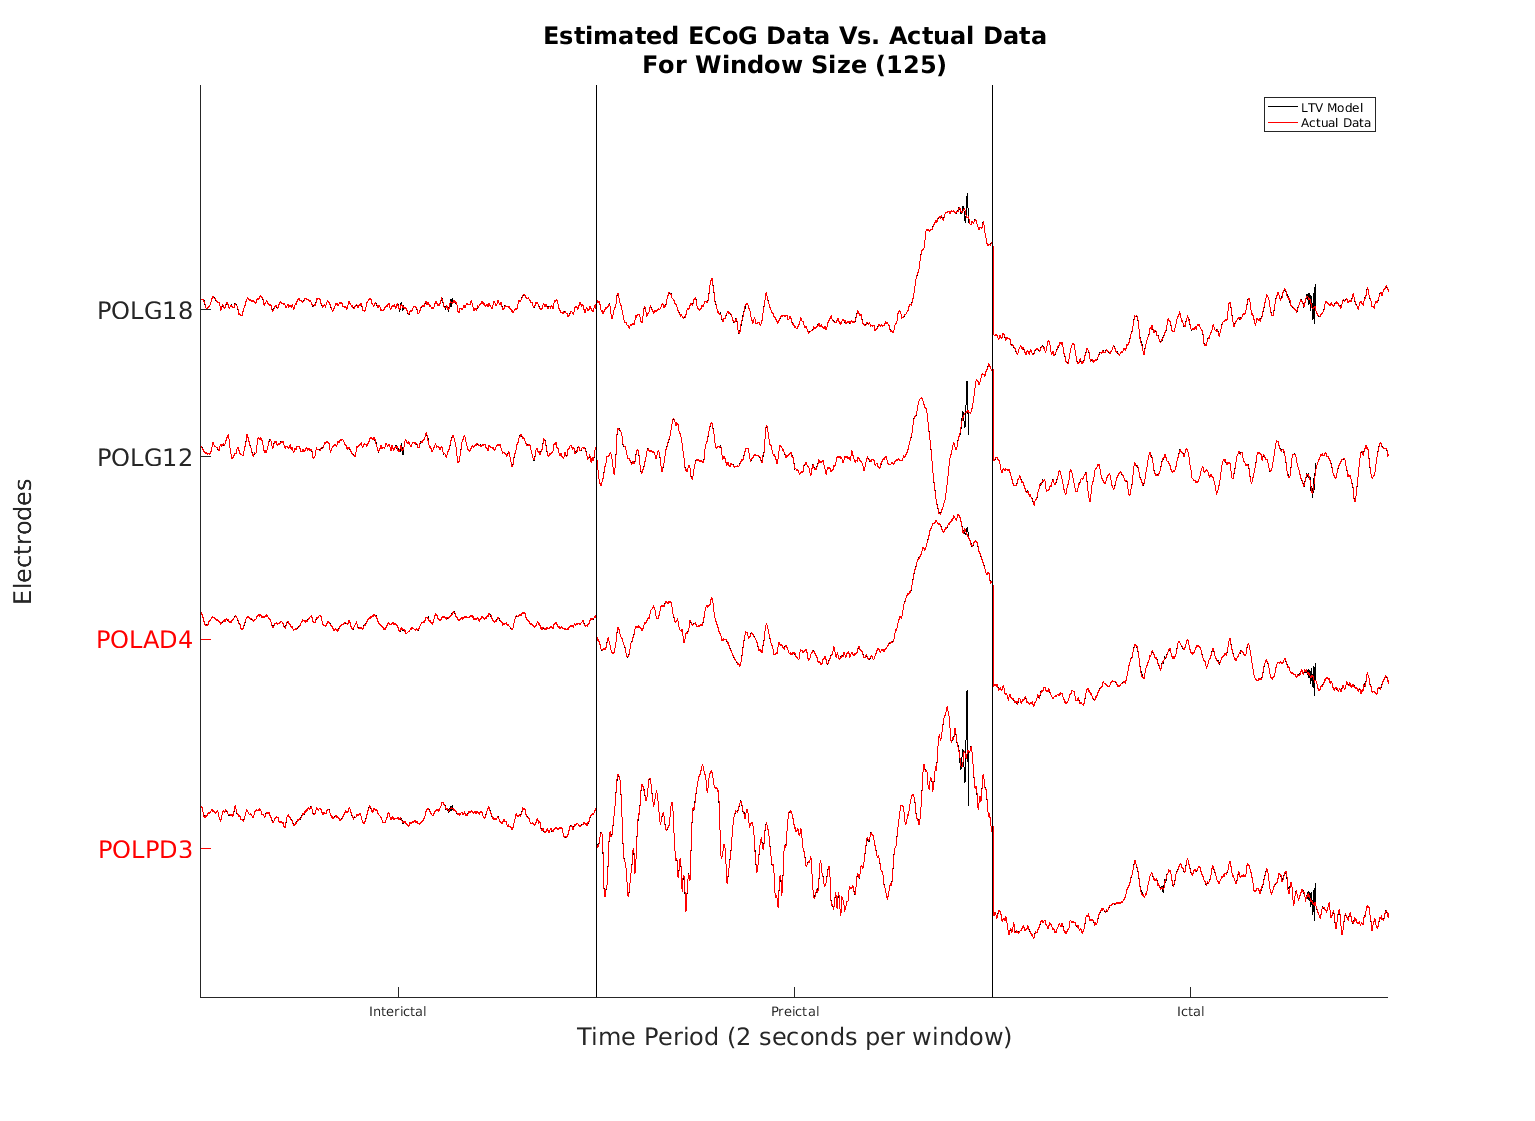 Estimated ECoG Data Vs. Actual Data
For Window Size (125)
LTV Model
Actual Data
POLG18
POLG12
POLAD4
POLPD3
Electrodes
Interictal
Preictal
Ictal
Time Period (2 seconds per window)